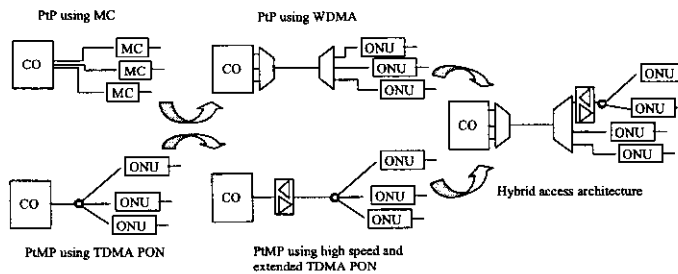 PtP using MC
PtP using WDMA
CO
MC
MC
MC
CO
ONU
ONU
ONU
CO
ONU
ONU
ONU
ONU
Hybrid access architecture
CO
ONU
ONU
ONU
PtMP using TDMA PON
CO
ONU
ONU
ONU
PtMP using high speed and
extended TDMA PON